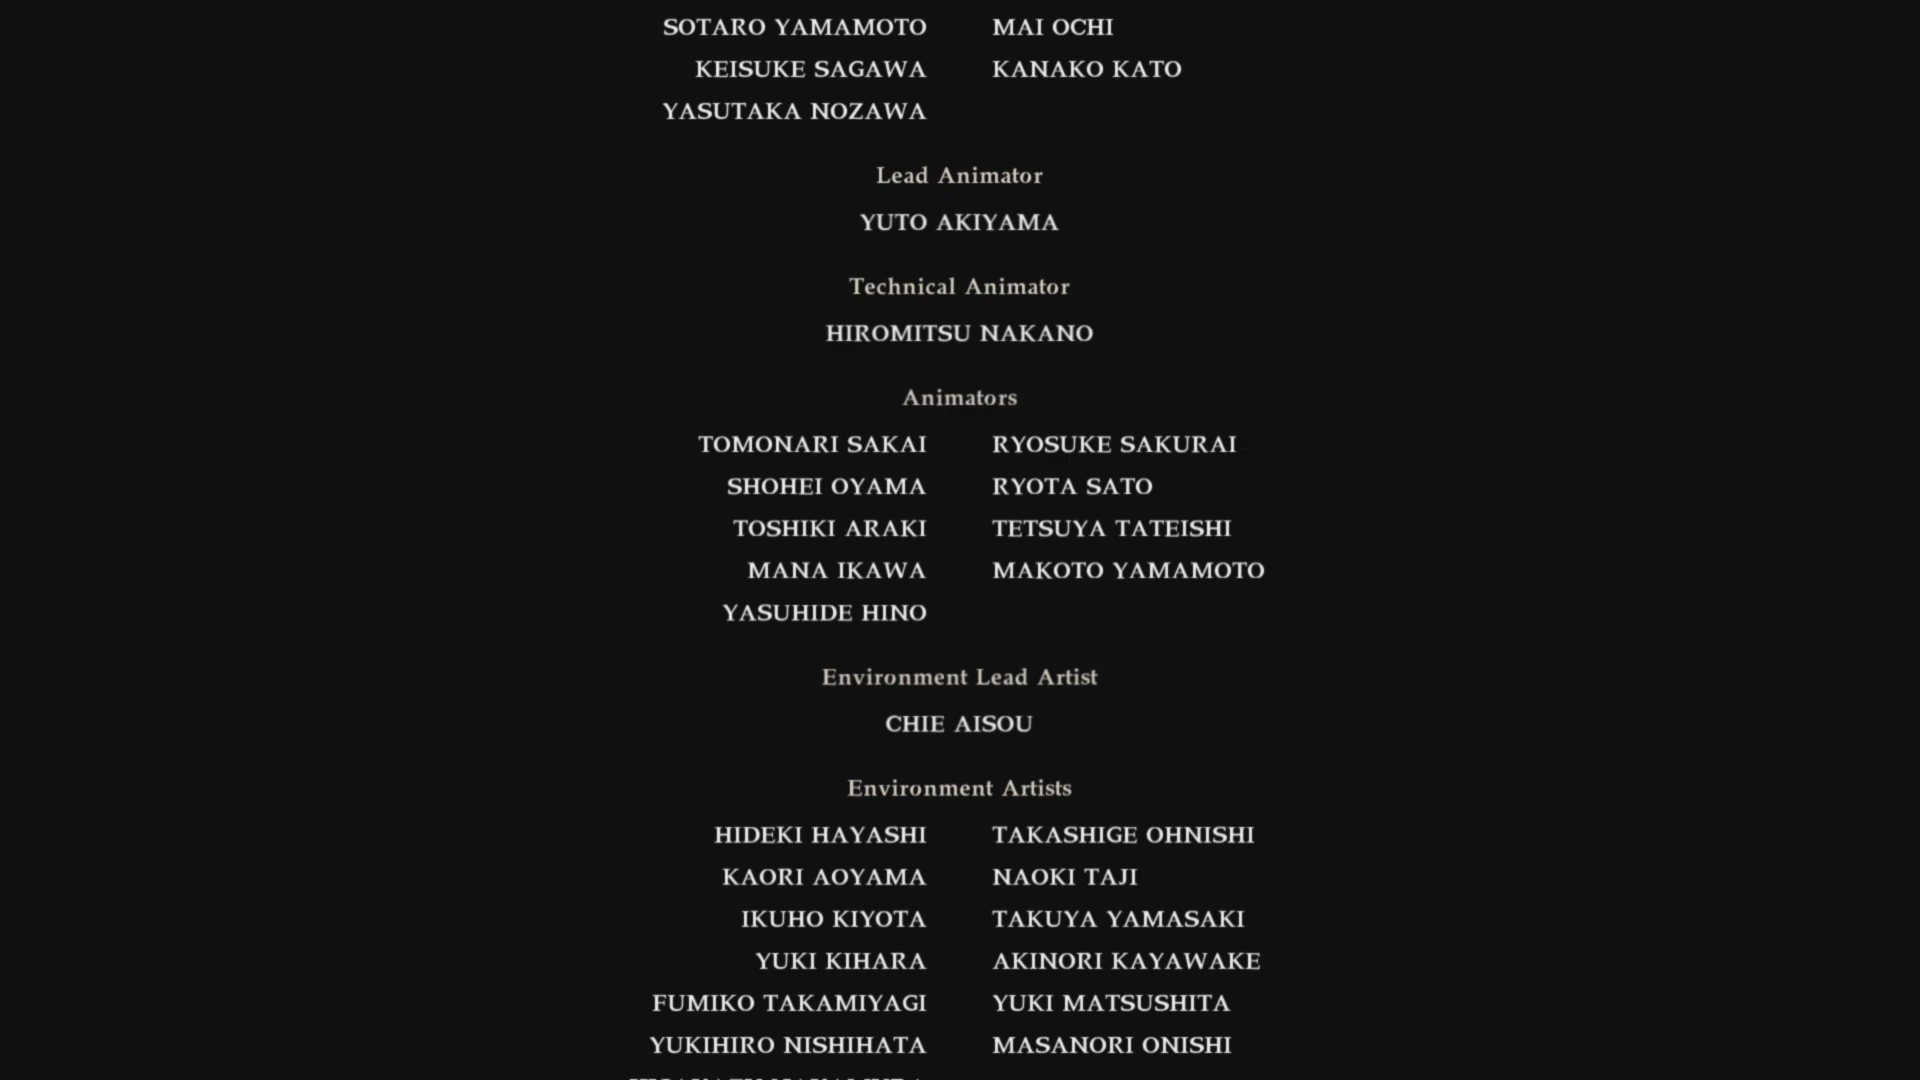 SOTARO YAMAMOTO MAI OCHI
KEISUKE SAGAWA KANAKO KATO
YASUTAKA NOZAWA
Lead Animator
YUTO AKIYAMA
Technical Animator
HIROMITSU NAKANO
Animators
TOMONARI SAKAI RYOSUKE SAKURAI
SHOHEI OYAMA RYOTA SATO
TOSHIKI ARAKI TETSUYA TATEISHI
MANA IKAWA MAKOTO YAMAMOTO
YASUHIDE HINO
Environment Lead Artist
CHIE AISOU
Environment Artists
HIDEKI HAYASHI TAKASHIGE OHNISHI
KAORI AOYAMA NAOKI TAJI
IKUHO KIYOTA TAKUYA YAMASAKI
YUKI KIHARA AKINORI KAYAWAKE
FUMIKO TAKAMIYAGI YUKI MATSUSHITA
YUKIHIRO NISHIHATA MASANORI ONISHI